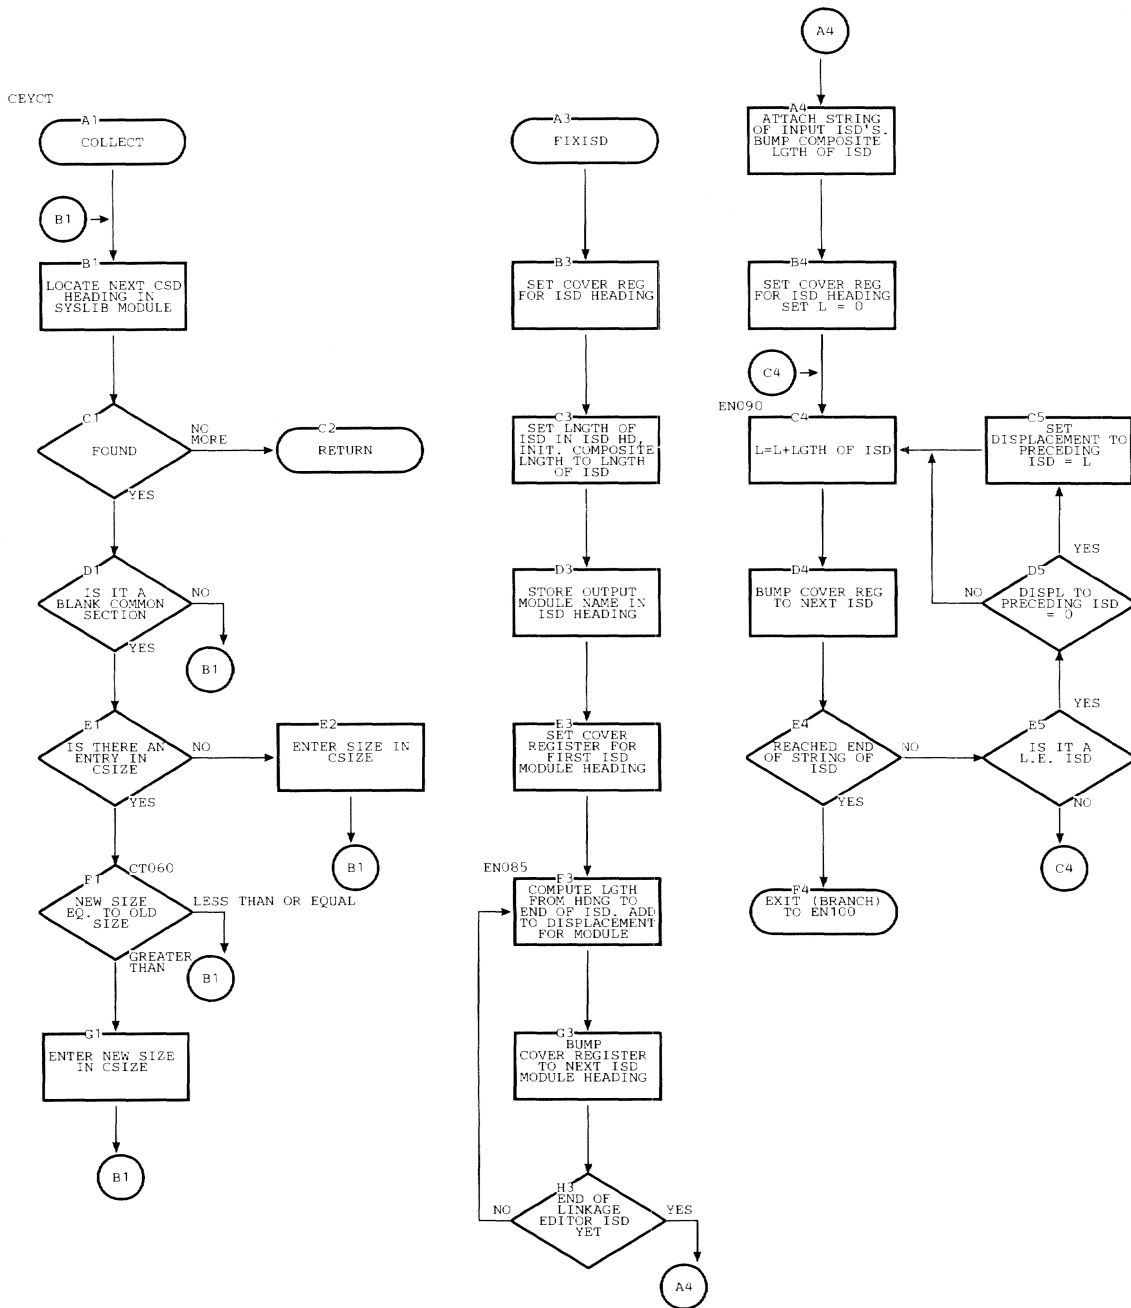 CEYCT
A1
COLLECT
B1
B1
LOCATE NEXT CSD
HEADING IN
SYSLIB MODULE
C1
FOUND
NO
MORE
C2
RETURN
YES
D1
IS IT A
BLANK COMMON
SECTION
NO
B1
YES
E1
IS THERE AN
ENTRY IN
CSIZE
NO
E2
ENTER SIZE IN
CSIZE
B1
YES
CT060
F1
NEW SIZE
EQ. TO OLD
SIZE
LESS THAN OR EQUAL
B1
GREATER
THAN
G1
ENTER NEW SIZE
IN CSIZE
B1
A3
FIXISD
B3
SET COVER REG
FOR ISD HEADING
C3
SET LNGTH OF
ISD IN ISD HD,
INIT. COMPOSITE
LNGTH TO LNGTH
OF ISD
D3
STORE OUTPUT
MODULE NAME IN
ISD HEADING
E3
SET COVER
REGISTER FOR
FIRST ISD
MODULE HEADING
EN085
F3
COMPUTE LGTH
FROM HDNG TO
END OF ISD. ADD
TO DISPLACEMENT
FOR MODULE
G3
BUMP
COVER REGISTER
TO NEXT ISD
MODULE HEADING
H3
END OF
LINKAGE
EDITOR ISD
YET
NO
YES
A4
A4
A4
ATTACH STRING
OF INPUT ISD'S.
BUMP COMPOSITE
LGTH OF ISD
B4
SET COVER REG
FOR ISD HEADING
SET L = 0
C4
EN090
C4
L=L+LGTH OF ISD
C5
SET
DISPLACEMENT TO
PRECEDING
ISD = L
D4
BUMP COVER REG
TO NEXT ISD
YES
D5
DISPL TO
PRECEDING ISD
= 0
NO
E4
REACHED END
OF STRING OF
ISD
NO
YES
E5
IS IT A
L.E. ISD
YES
NO
C4
F4
EXIT (BRANCH)
TO EN100